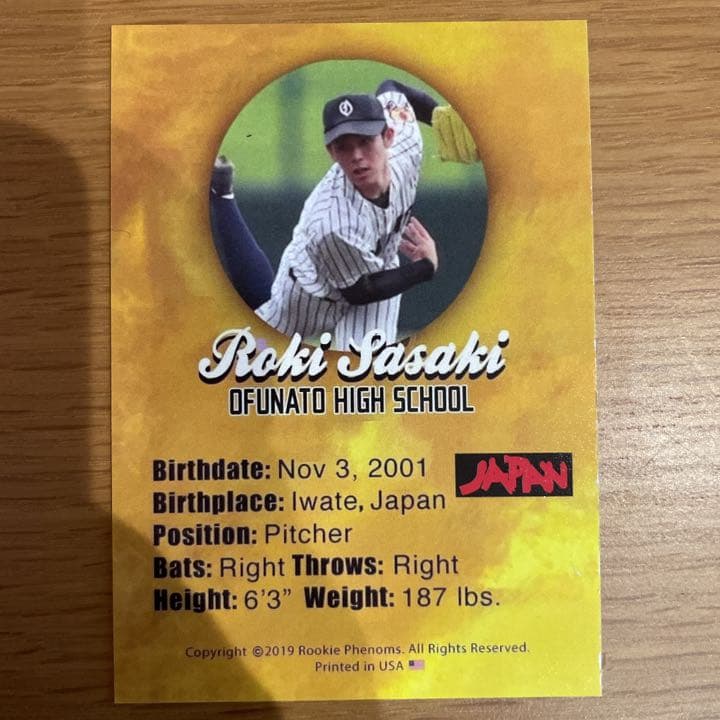 Roki Sasaki
OFUNATO HIGH SCHOOL
Birthdate: Nov 3, 2001
JAPAN
Birthplace: Iwate, Japan
Position: Pitcher
Bats: Right Throws: Right
Height: 6'3" Weight: 187 lbs.
Copyright ©2019 Rookie Phenoms. All Rights Reserved.
Printed in USA